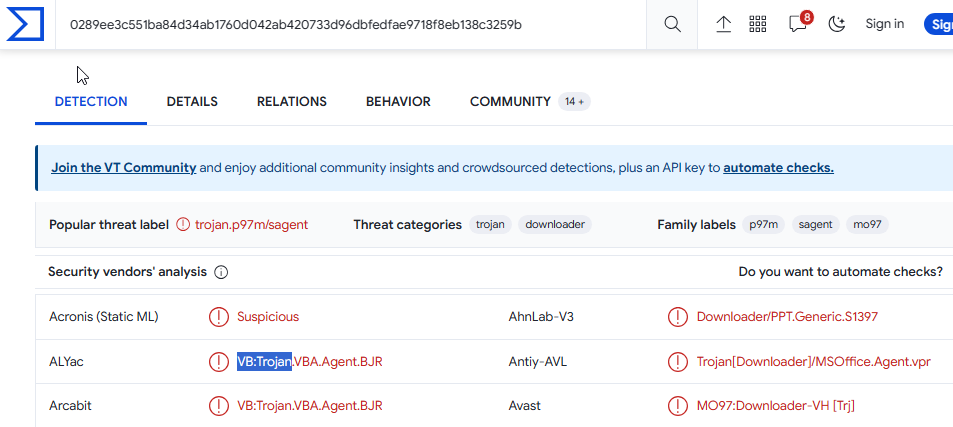 0289ee3c551ba84d34ab1760d042ab420733d96dbfedfae9718f8eb138c3259b 8 Sign in Sig
DETECTION DETAILS RELATIONS BEHAVIOR COMMUNITY 14 +
Join the VT Community and enjoy additional community insights and crowdsourced detections, plus an API key to automate checks.
Popular threat label trojan.p97m/sagent Threat categories trojan downloader Family labels p97m sagent mo97
Security vendors' analysis Do you want to automate checks?
Acronis (Static ML) Suspicious AhnLab-V3 Downloader/PPT.Generic.S1397
ALYac VB:Trojan.VBA.Agent.BJR Antiy-AVL Trojan[Downloader]/MSOffice.Agent.vpr
Arcabit VB:Trojan.VBA.Agent.BJR Avast MO97:Downloader-VH [Trj]